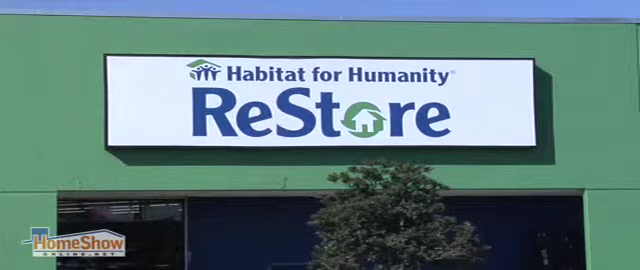 Habitat for Humanity®
ReStore
HomeShow
ONLINE.NET